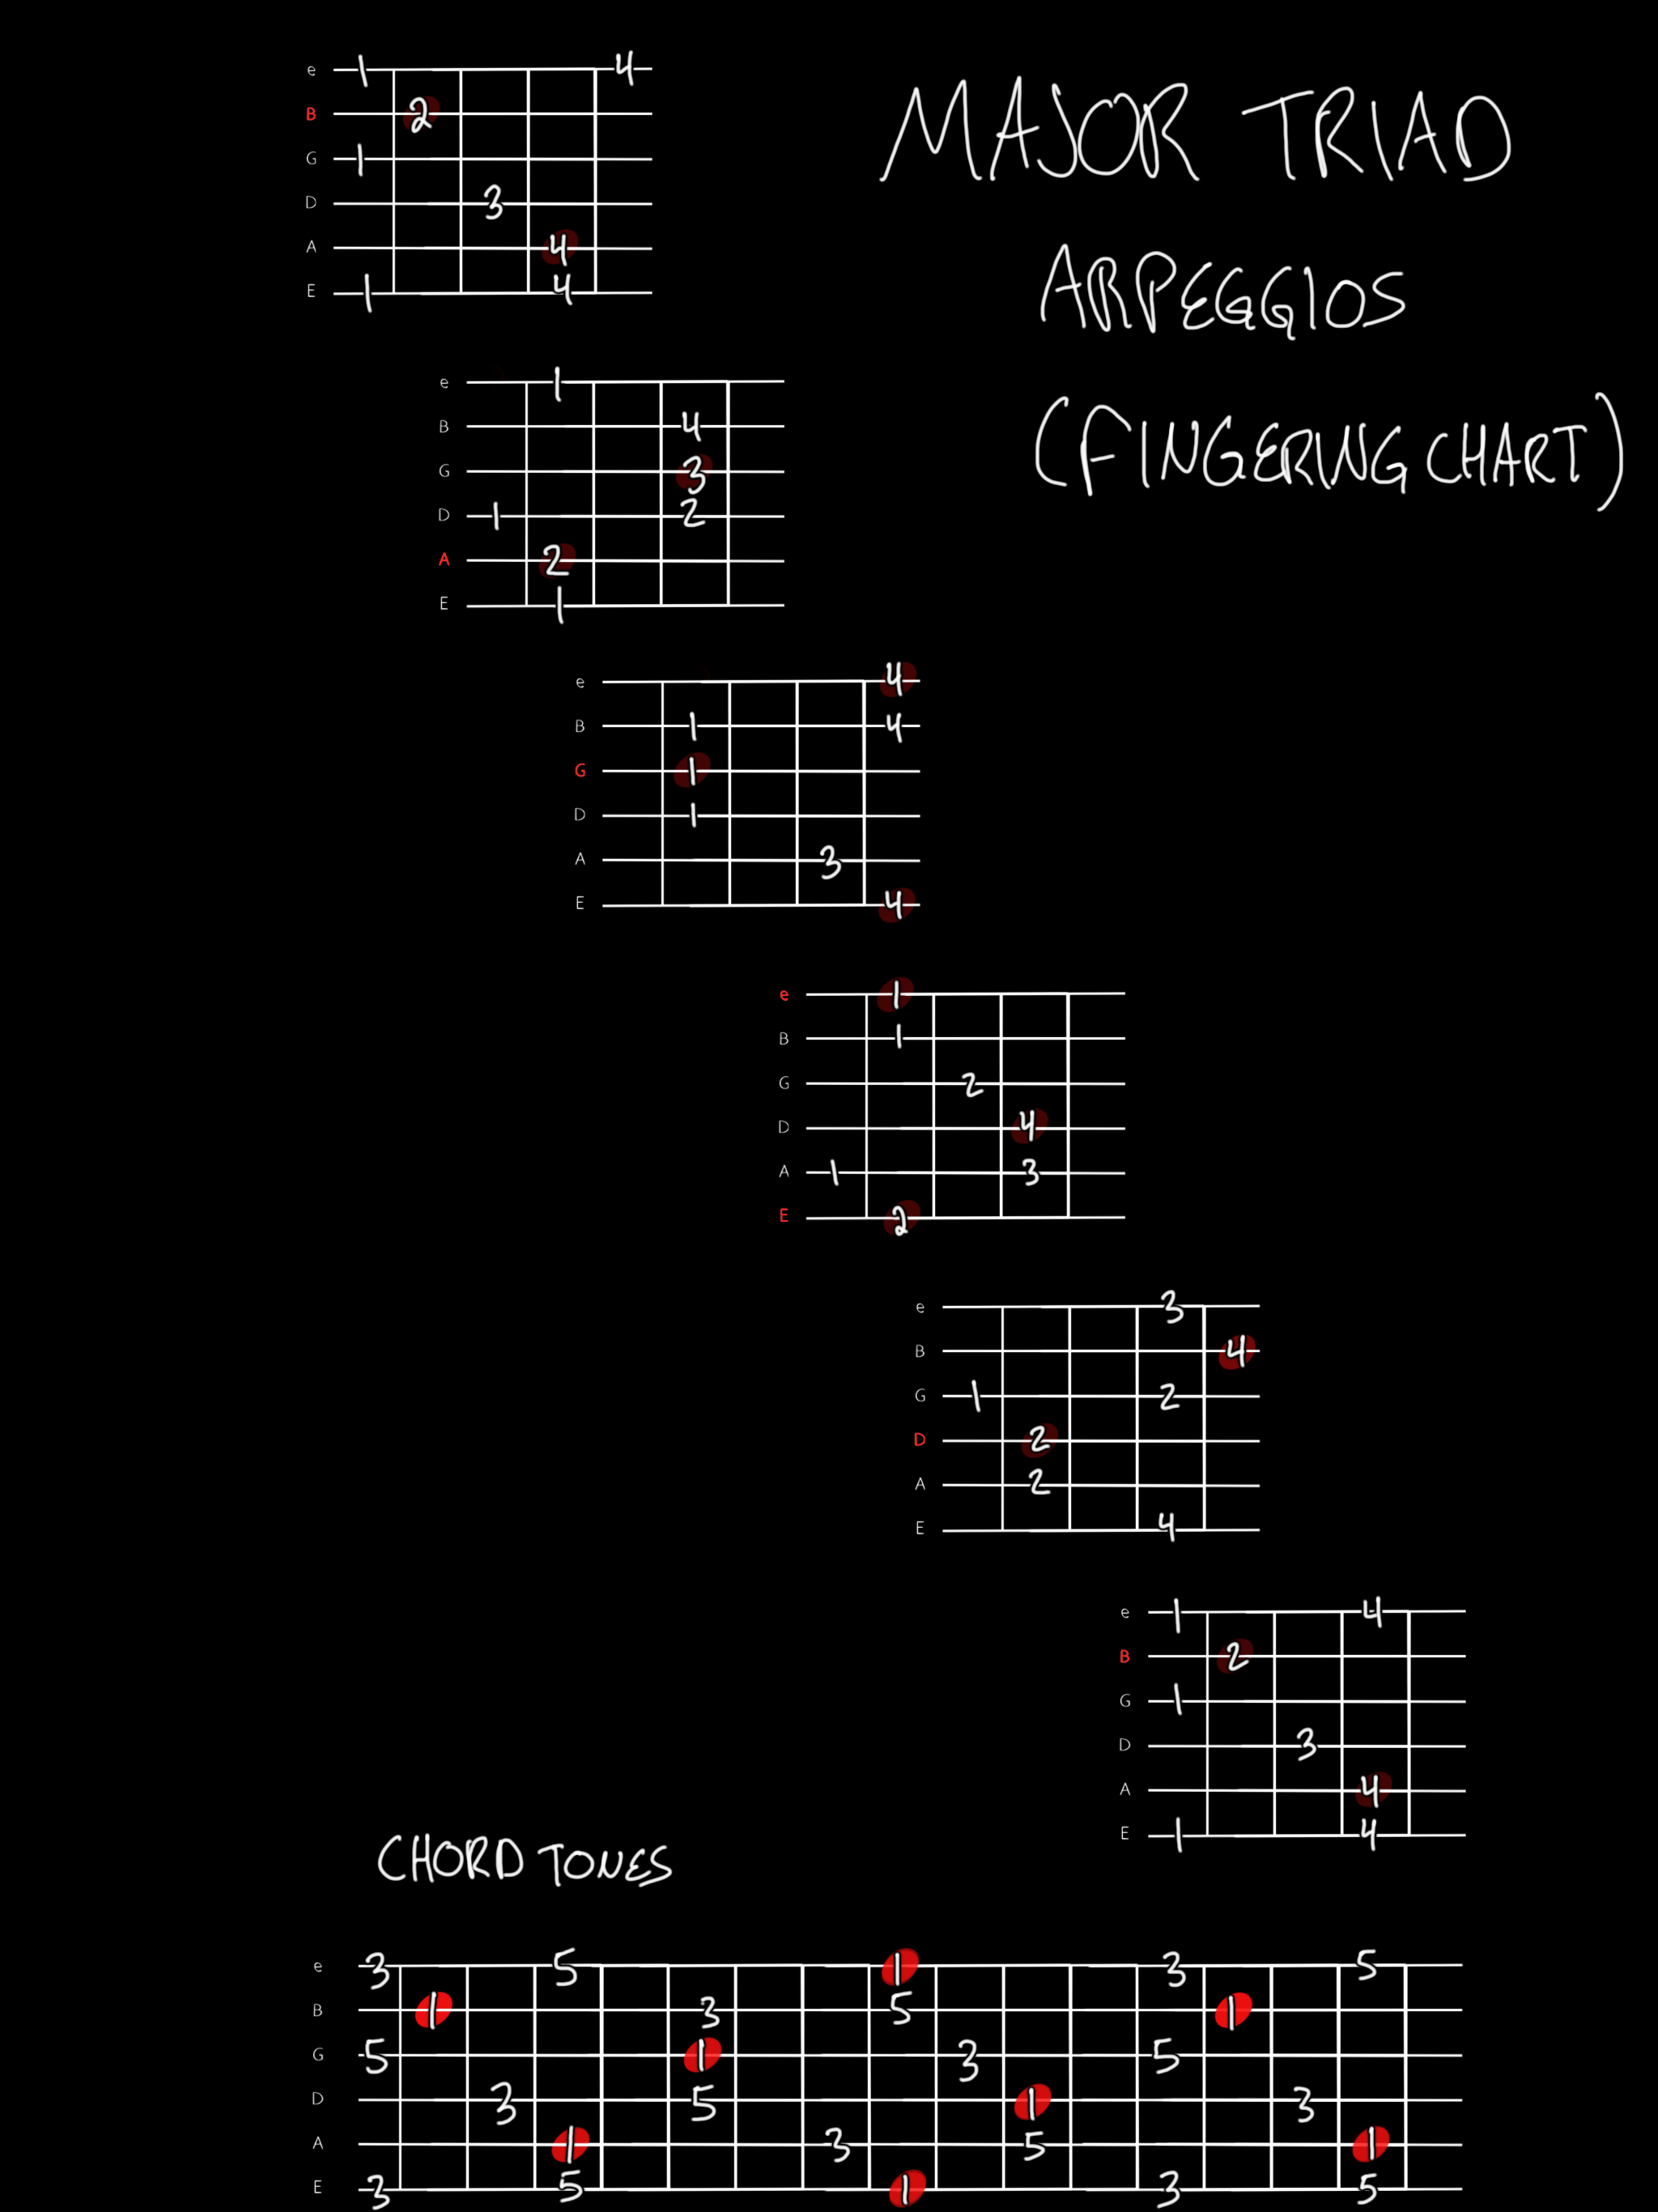 MAJOR TRIAD
ARPEGGIOS
(FINGERING CHART)
e 1 4
B 2
G 1
D 3
A 4
E 1 4
e 1
B 4
G 3
D 1 2
A 2
E 1
e 4
B 1 4
G 1
D 1
A 3
E 4
e 1
B 1
G 2
D 4
A 1 3
E 2
e 3
B 4
G 1 2
D 2
A 2
E 4
e 1 4
B 2
G 1
D 3
A 4
E 1 4
CHORD TONES
e 3 5 1 3 5
B 1 3 5 1
G 5 1 3 5
D 3 5 1 3
A 1 3 5 1
E 3 5 1 3 5